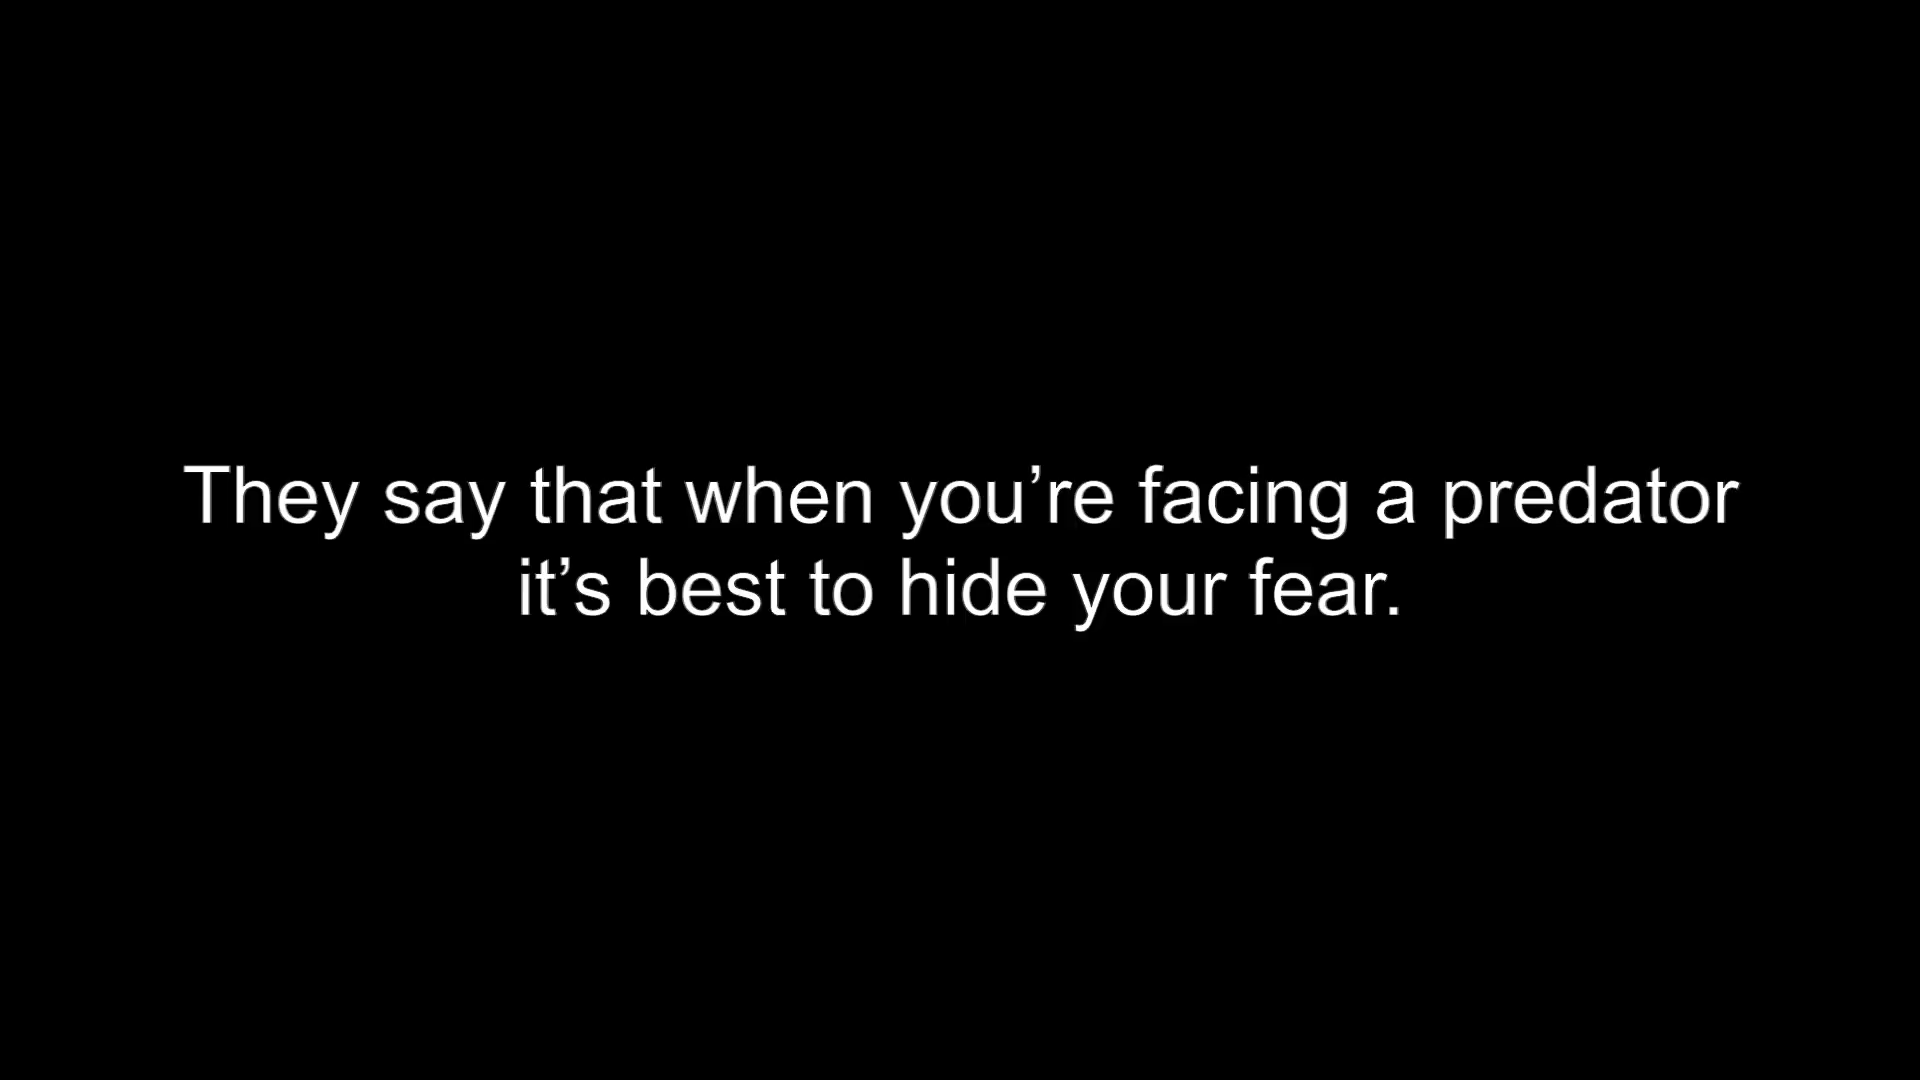 They say that when you’re facing a predator
it’s best to hide your fear.